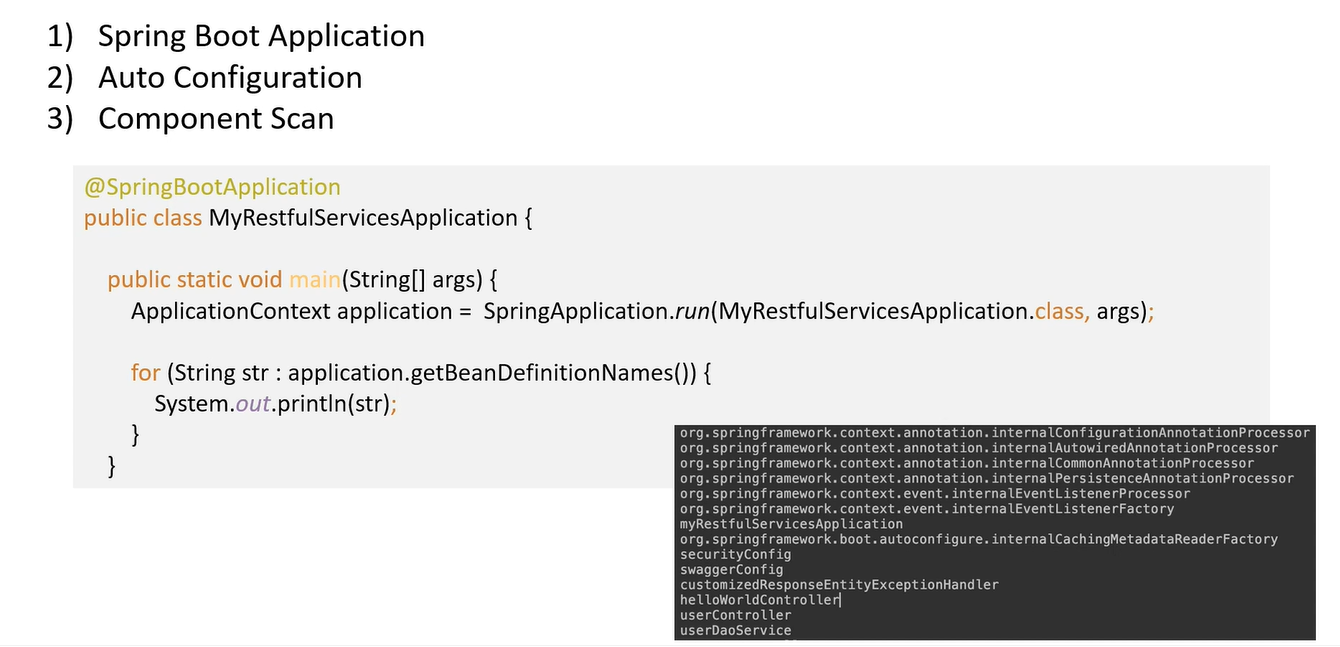 1) Spring Boot Application
2) Auto Configuration
3) Component Scan
@SpringBootApplication
public class MyRestfulServicesApplication {
public static void main(String[] args) {
ApplicationContext application = SpringApplication.run(MyRestfulServicesApplication.class, args);
for (String str : application.getBeanDefinitionNames()) {
System.out.println(str);
}
}
org.springframework.context.annotation.internalConfigurationAnnotationProcessor
org.springframework.context.annotation.internalAutowiredAnnotationProcessor
org.springframework.context.annotation.internalCommonAnnotationProcessor
org.springframework.context.annotation.internalPersistenceAnnotationProcessor
org.springframework.context.event.internalEventListenerProcessor
org.springframework.context.event.internalEventListenerFactory
myRestfulServicesApplication
org.springframework.boot.autoconfigure.internalCachingMetadataReaderFactory
securityConfig
swaggerConfig
customizedResponseEntityExceptionHandler
helloWorldController
userController
userDaoService